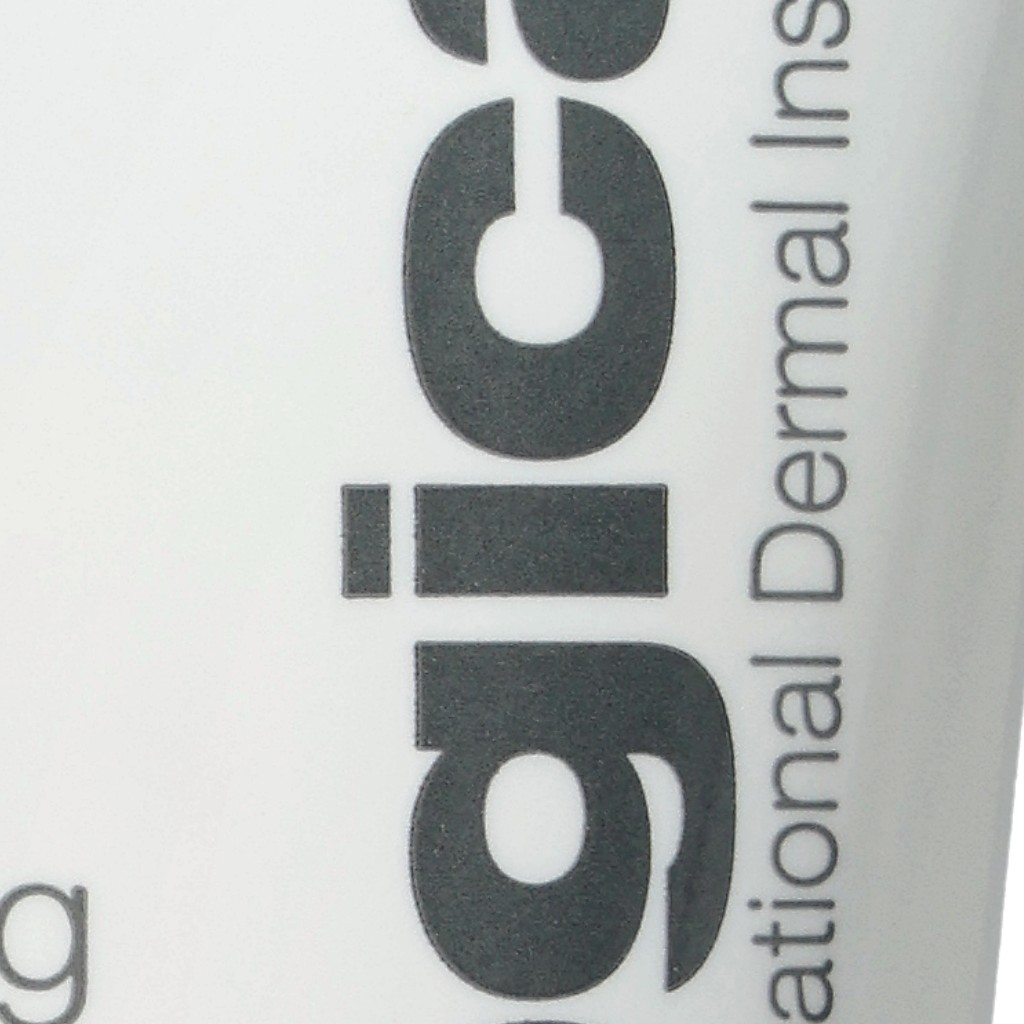 g
gica
ational Dermal Ins